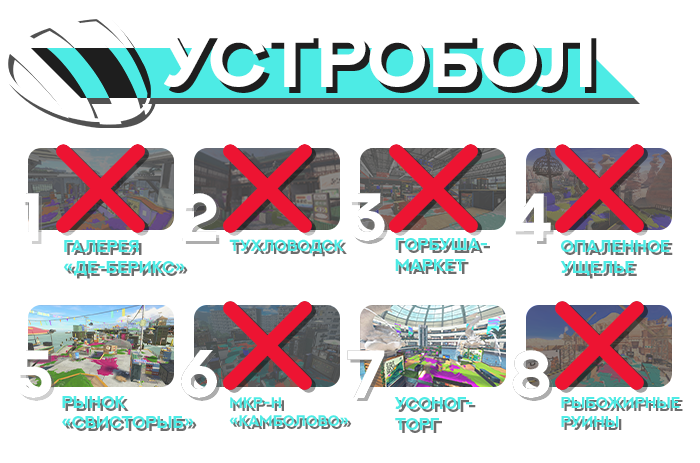 УСТРОБОЛ
1
ГАЛЕРЕЯ
«ДЕ-БЕРИКС»
2
ТУХЛОВОДСК
3
ГОРБУША-
МАРКЕТ
4
ОПАЛЕННОЕ
УЩЕЛЬЕ
5
РЫНОК
«СВИСТОРЫБ»
6
МКР-Н
«КАМБОЛОВО»
7
УСОНОГ-
ТОРГ
8
РЫБОЖИРНЫЕ
РУИНЫ